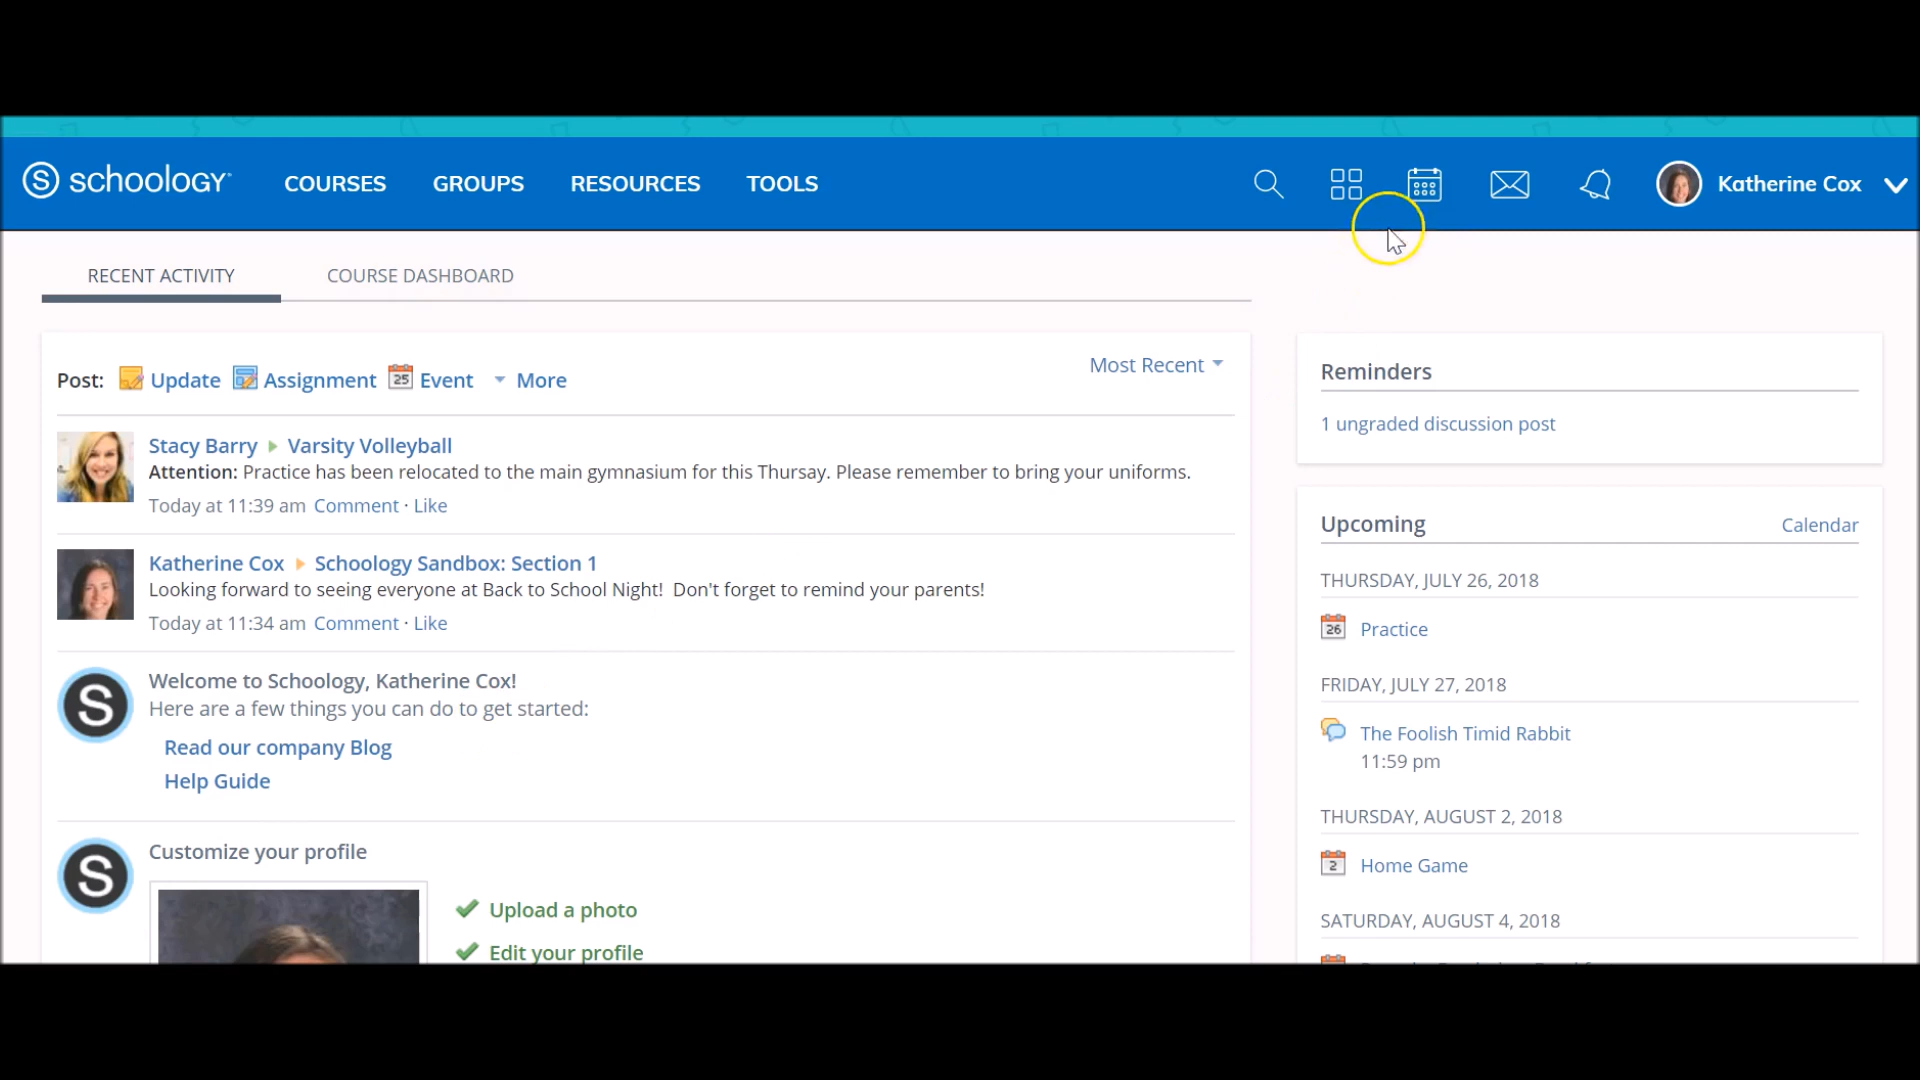 schoology COURSES GROUPS RESOURCES TOOLS Katherine Cox
RECENT ACTIVITY COURSE DASHBOARD
Post: Update Assignment 25 Event More Most Recent
Stacy Barry Varsity Volleyball
Attention: Practice has been relocated to the main gymnasium for this Thursay. Please remember to bring your uniforms.
Today at 11:39 am Comment · Like
Katherine Cox Schoology Sandbox: Section 1
Looking forward to seeing everyone at Back to School Night! Don't forget to remind your parents!
Today at 11:34 am Comment · Like
S
Welcome to Schoology, Katherine Cox!
Here are a few things you can do to get started:
Read our company Blog
Help Guide
S
Customize your profile
Upload a photo
Edit your profile
Reminders
1 ungraded discussion post
Upcoming Calendar
THURSDAY, JULY 26, 2018
26 Practice
FRIDAY, JULY 27, 2018
The Foolish Timid Rabbit
11:59 pm
THURSDAY, AUGUST 2, 2018
2 Home Game
SATURDAY, AUGUST 4, 2018